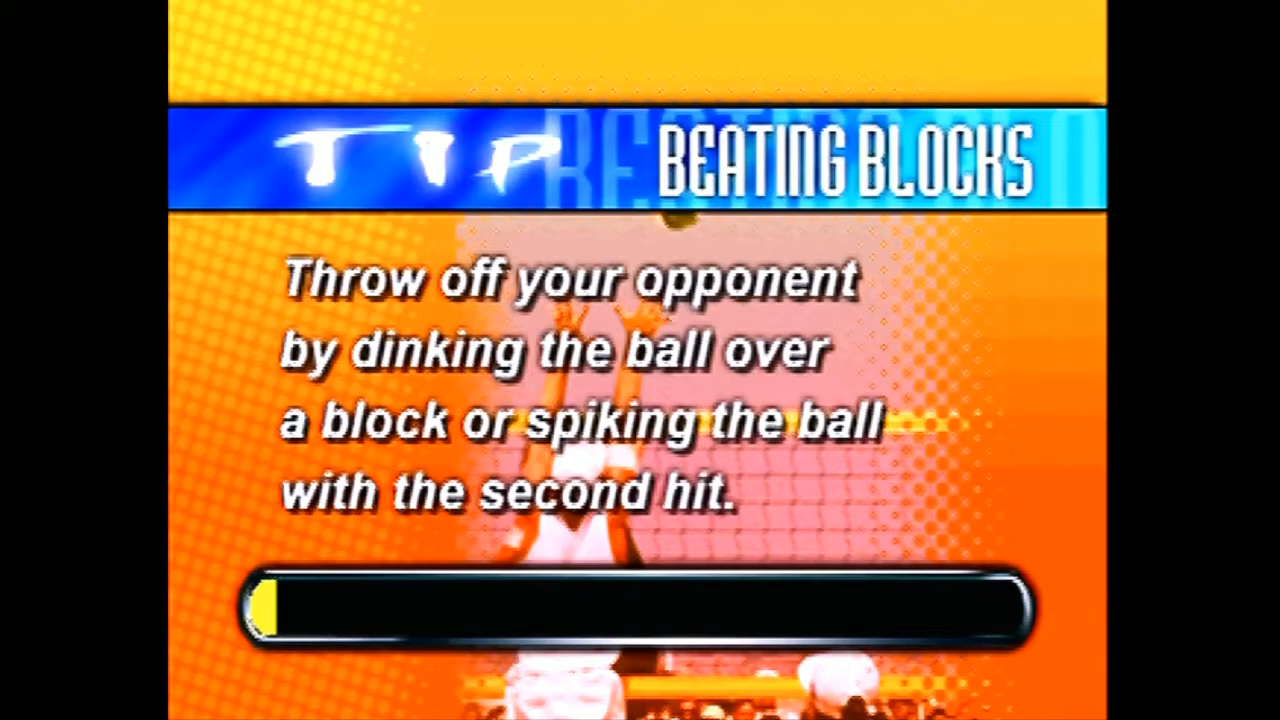 TIP BEATING BLOCKS
Throw off your opponent
by dinking the ball over
a block or spiking the ball
with the second hit.